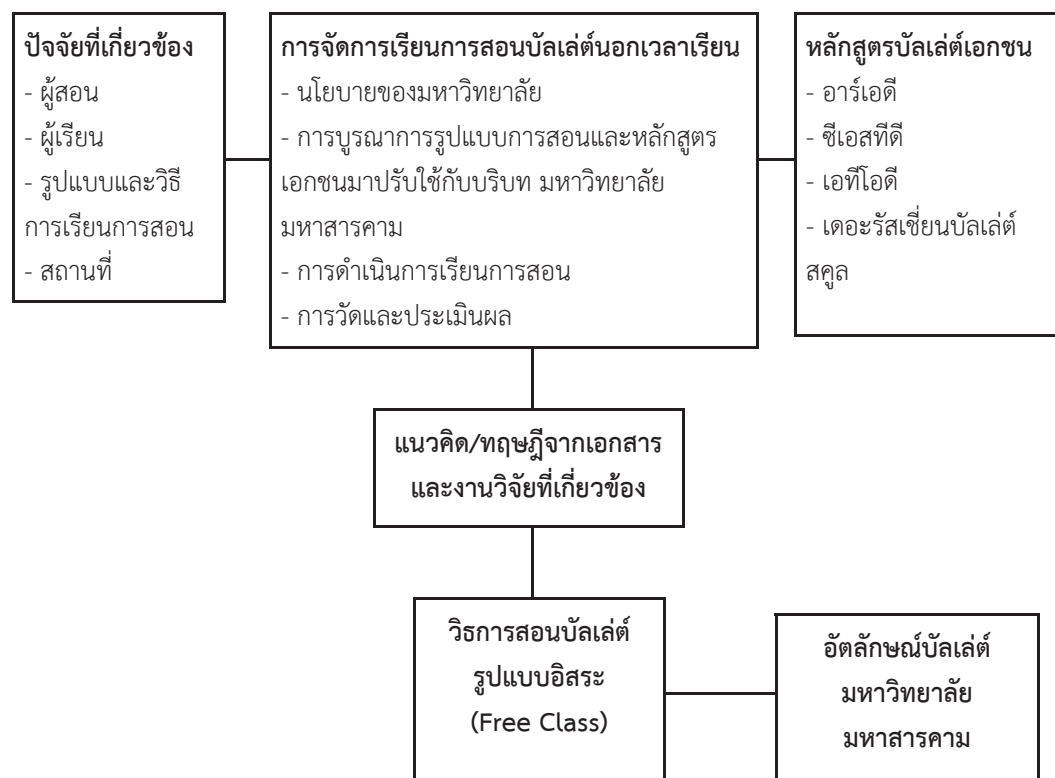 ปัจจัยที่เกี่ยวข้อง
- ผู้สอน
- ผู้เรียน
- รูปแบบและวิธี
การเรียนการสอน
- สถานที่
การจัดการเรียนการสอนบัลเล่ต์นอกเวลาเรียน
- นโยบายของมหาวิทยาลัย
- การบูรณาการรูปแบบการสอนและหลักสูตร
เอกชนมาปรับใช้กับบริบท มหาวิทยาลัย
มหาสารคาม
- การดำเนินการเรียนการสอน
- การวัดและประเมินผล
หลักสูตรบัลเล่ต์เอกชน
- อาร์เอดี
- ซีเอสทีดี
- เอทีโอดี
- เดอะรัสเชี่ยนบัลเล่ต์
สคูล
แนวคิด/ทฤษฎีจากเอกสาร
และงานวิจัยที่เกี่ยวข้อง
วิธการสอนบัลเล่ต์
รูปแบบอิสระ
(Free Class)
อัตลักษณ์บัลเล่ต์
มหาวิทยาลัย
มหาสารคาม